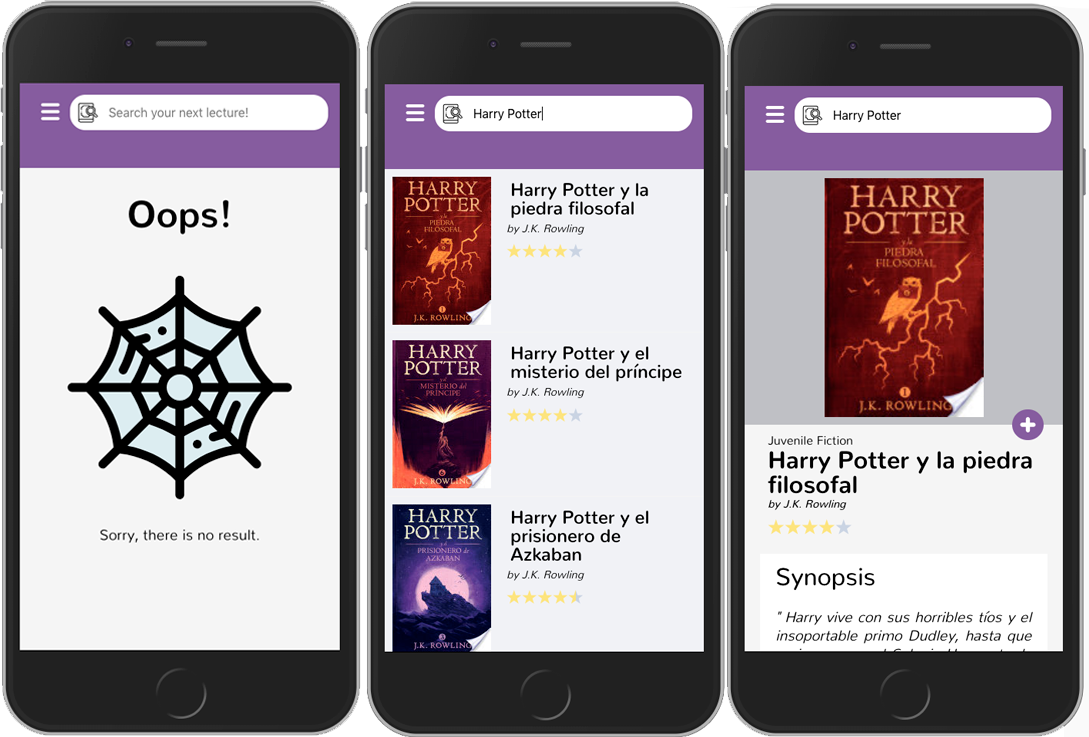 Search your next lecture!
Oops!
Sorry, there is no result.
Harry Potter
HARRY
POTTER
y la
PIEDRA
FILOSOFAL
1
J.K. ROWLING
Harry Potter y la
piedra filosofal
by J.K. Rowling
HARRY
POTTER
y el
MISTERIO del
PRÍNCIPE
6
J.K. ROWLING
Harry Potter y el
misterio del príncipe
by J.K. Rowling
HARRY
POTTER
y el
PRISIONERO de
AZKABAN
3
J.K. ROWLING
Harry Potter y el
prisionero de
Azkaban
by J.K. Rowling
Harry Potter
HARRY
POTTER
y la
PIEDRA
FILOSOFAL
1
J.K. ROWLING
Juvenile Fiction
Harry Potter y la piedra
filosofal
by J.K. Rowling
Synopsis
" Harry vive con sus horribles tíos y el
insoportable primo Dudley, hasta que